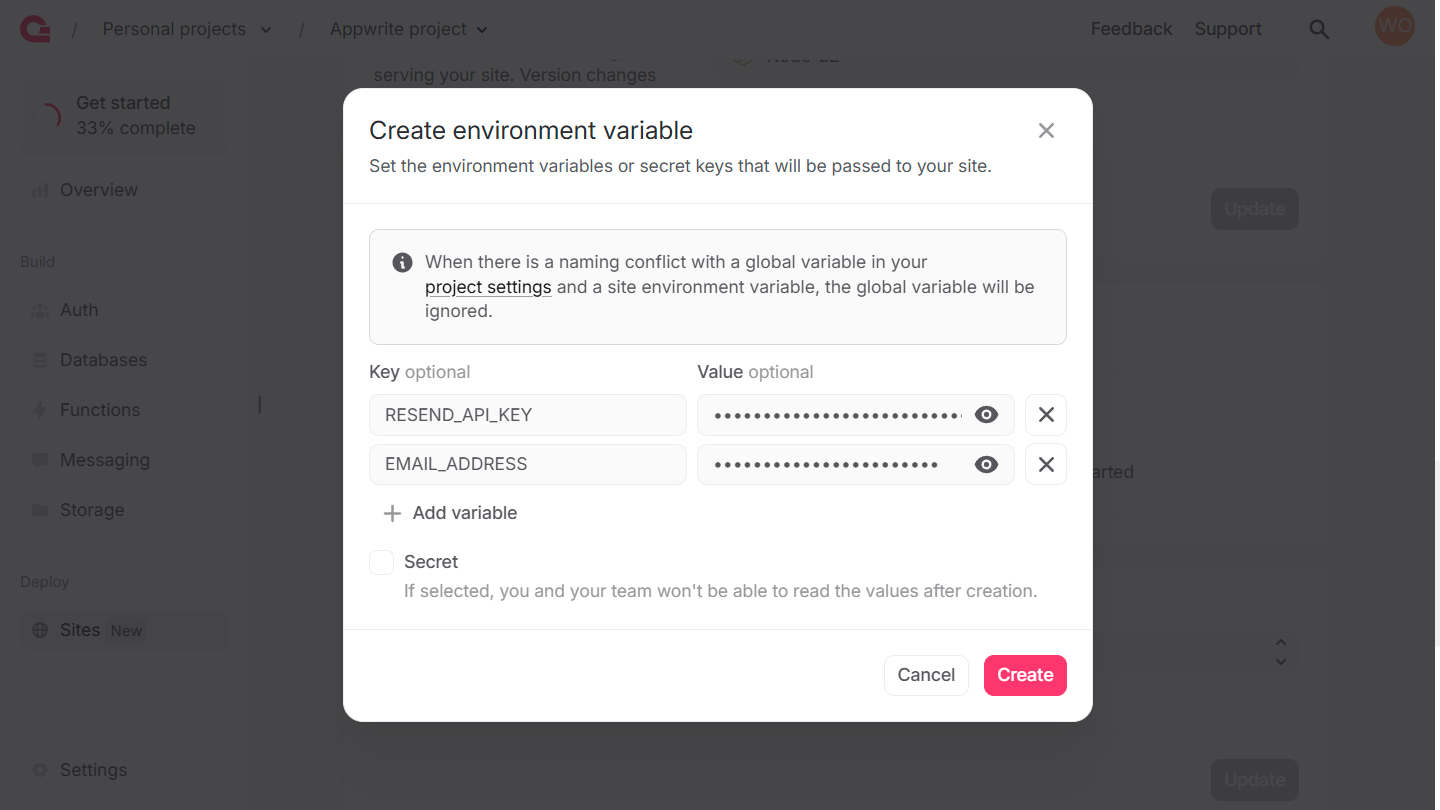 / Personal projects / Appwrite project
Feedback Support WO
serving your site. Version changes
Get started
33% complete
Overview
Update
Build
Auth
Databases
Functions
Messaging
Storage
Deploy
Sites New
Settings
Create environment variable
Set the environment variables or secret keys that will be passed to your site.
When there is a naming conflict with a global variable in your
project settings and a site environment variable, the global variable will be
ignored.
Key optional Value optional
RESEND_API_KEY
EMAIL_ADDRESS
Add variable
Secret
If selected, you and your team won't be able to read the values after creation.
Cancel Create
arted
Update